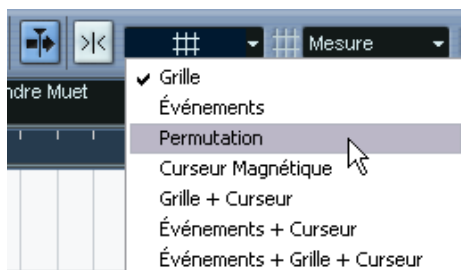 Mesure
ndre Muet
Grille
Événements
Permutation
Curseur Magnétique
Grille + Curseur
Événements + Curseur
Événements + Grille + Curseur